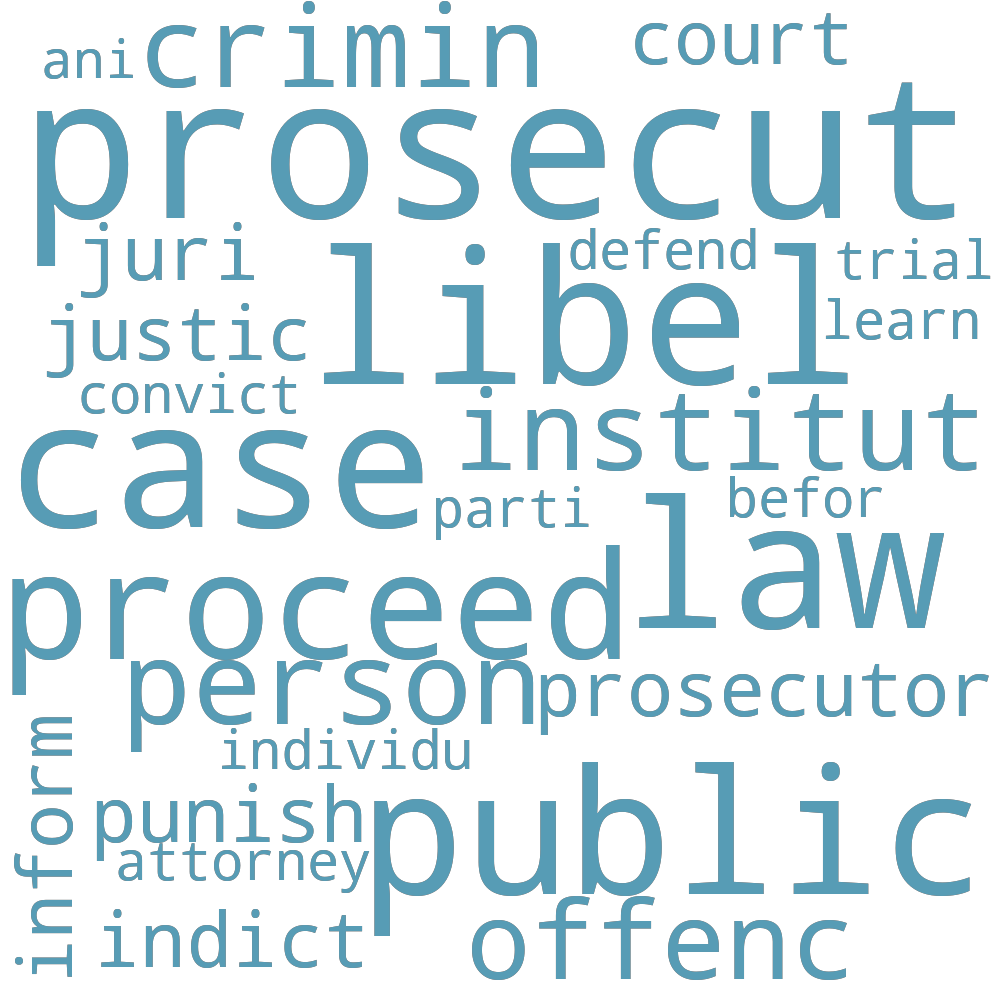 ani crimin court
prosecut
juri libel defend trial
justic learn
convict institut
case parti befor
law
proceed
person prosecutor
inform individu
punish public
attorney
indict offenc